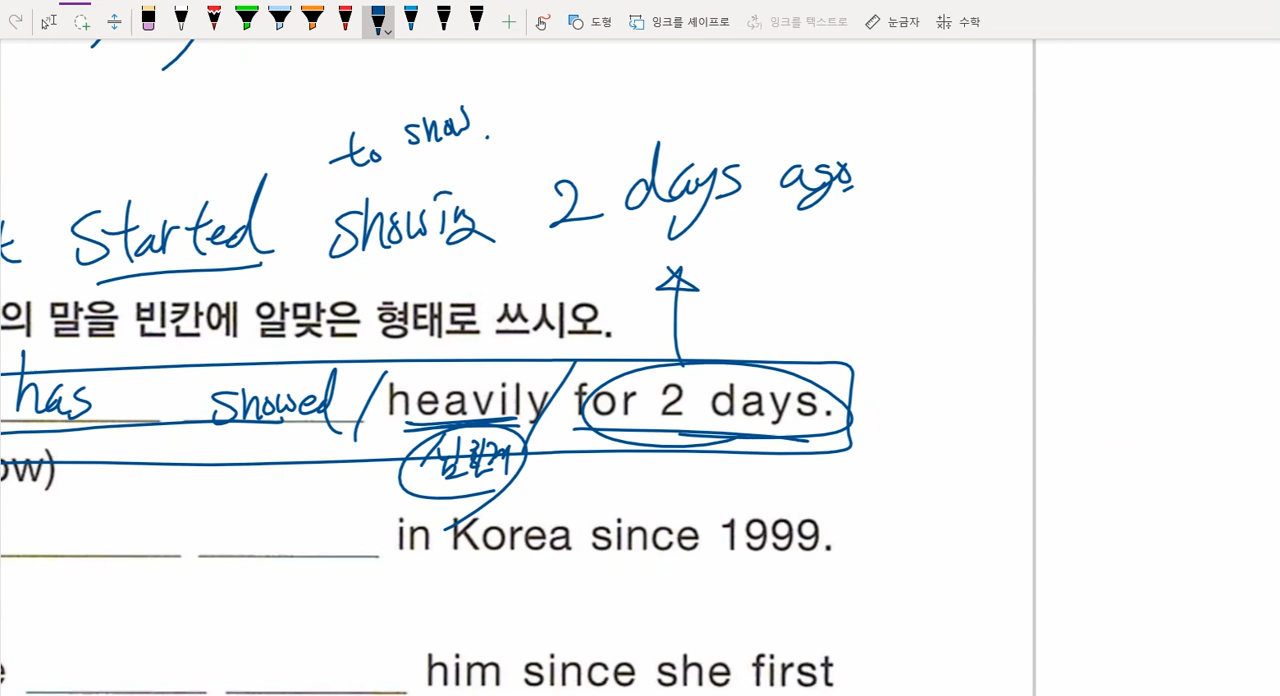 도형 잉크를 셰이프로 잉크를 텍스트로 눈금자 수학
to show.
started showing 2 days ago
의 말을 빈칸에 알맞은 형태로 쓰시오.
has showed / heavily / for 2 days.
ow)
in Korea since 1999.
him since she first